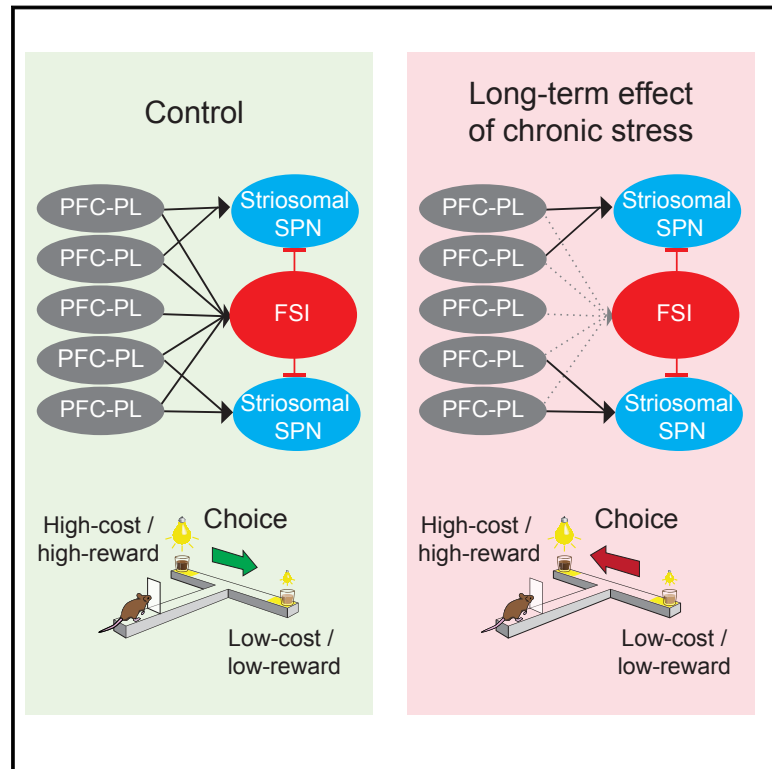 Control
PFC-PL
PFC-PL
PFC-PL
PFC-PL
PFC-PL
Striosomal
SPN
FSI
Striosomal
SPN
High-cost /
high-reward
Choice
Low-cost /
low-reward
Long-term effect
of chronic stress
PFC-PL
PFC-PL
PFC-PL
PFC-PL
PFC-PL
Striosomal
SPN
FSI
Striosomal
SPN
High-cost /
high-reward
Choice
Low-cost /
low-reward